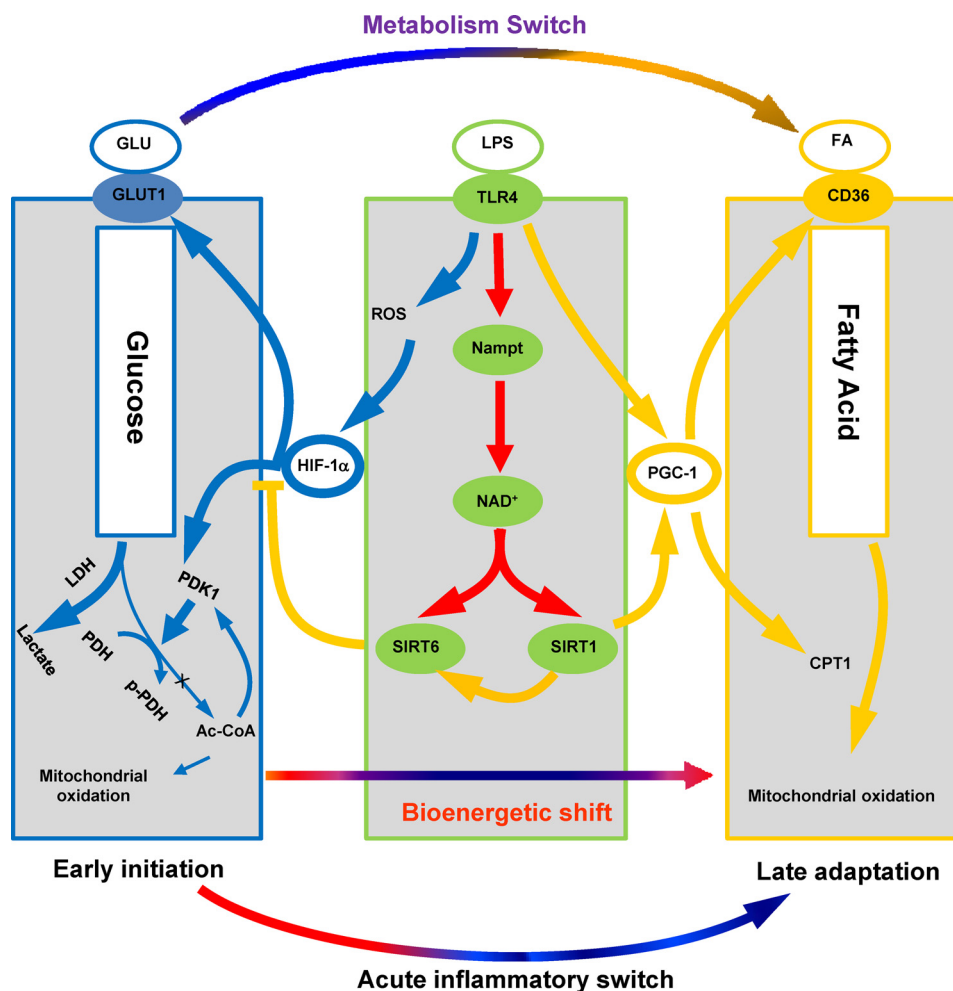 Metabolism Switch
GLU
LPS
FA
GLUT1
TLR4
CD36
Glucose
Fatty Acid
ROS
Nampt
HIF-1α
PGC-1
NAD⁺
LDH
PDK1
Lactate
PDH
p-PDH
SIRT6
SIRT1
CPT1
Ac-CoA
Mitochondrial
oxidation
Mitochondrial oxidation
Bioenergetic shift
Early initiation
Late adaptation
Acute inflammatory switch